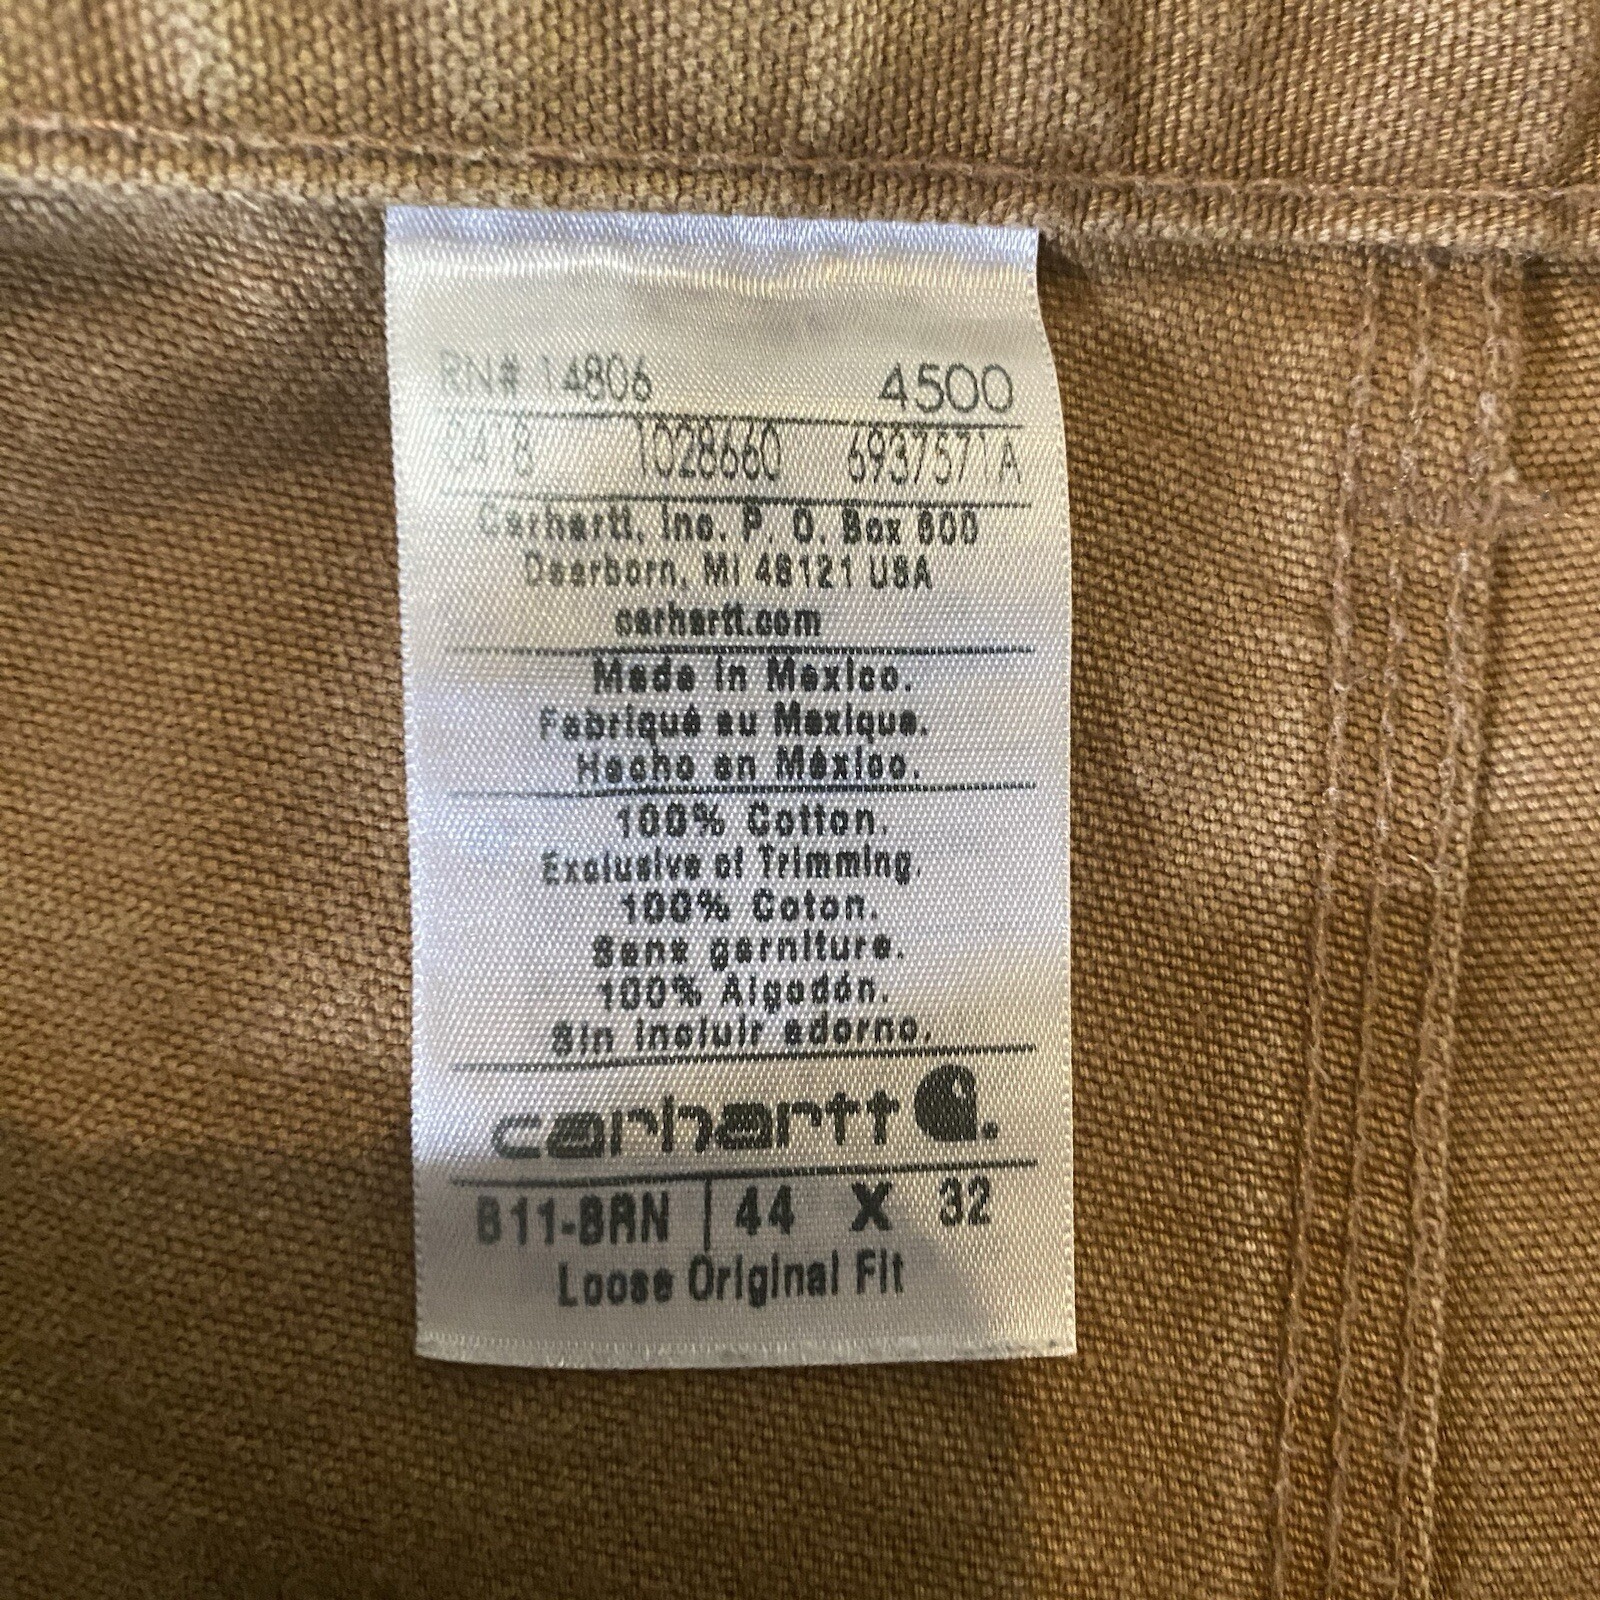 RN# 14806 4500
0418 1028660 6937571A
Carhartt, Inc. P. O. Box 600
Dearborn, MI 48121 USA
carhartt.com
Made in Mexico.
Fabriqué au Mexique.
Hecho en México.
100% Cotton.
Exclusive of Trimming.
100% Coton.
Sans garniture.
100% Algodón.
Sin incluir adorno.
carhartt
B11-BRN | 44 X 32
Loose Original Fit